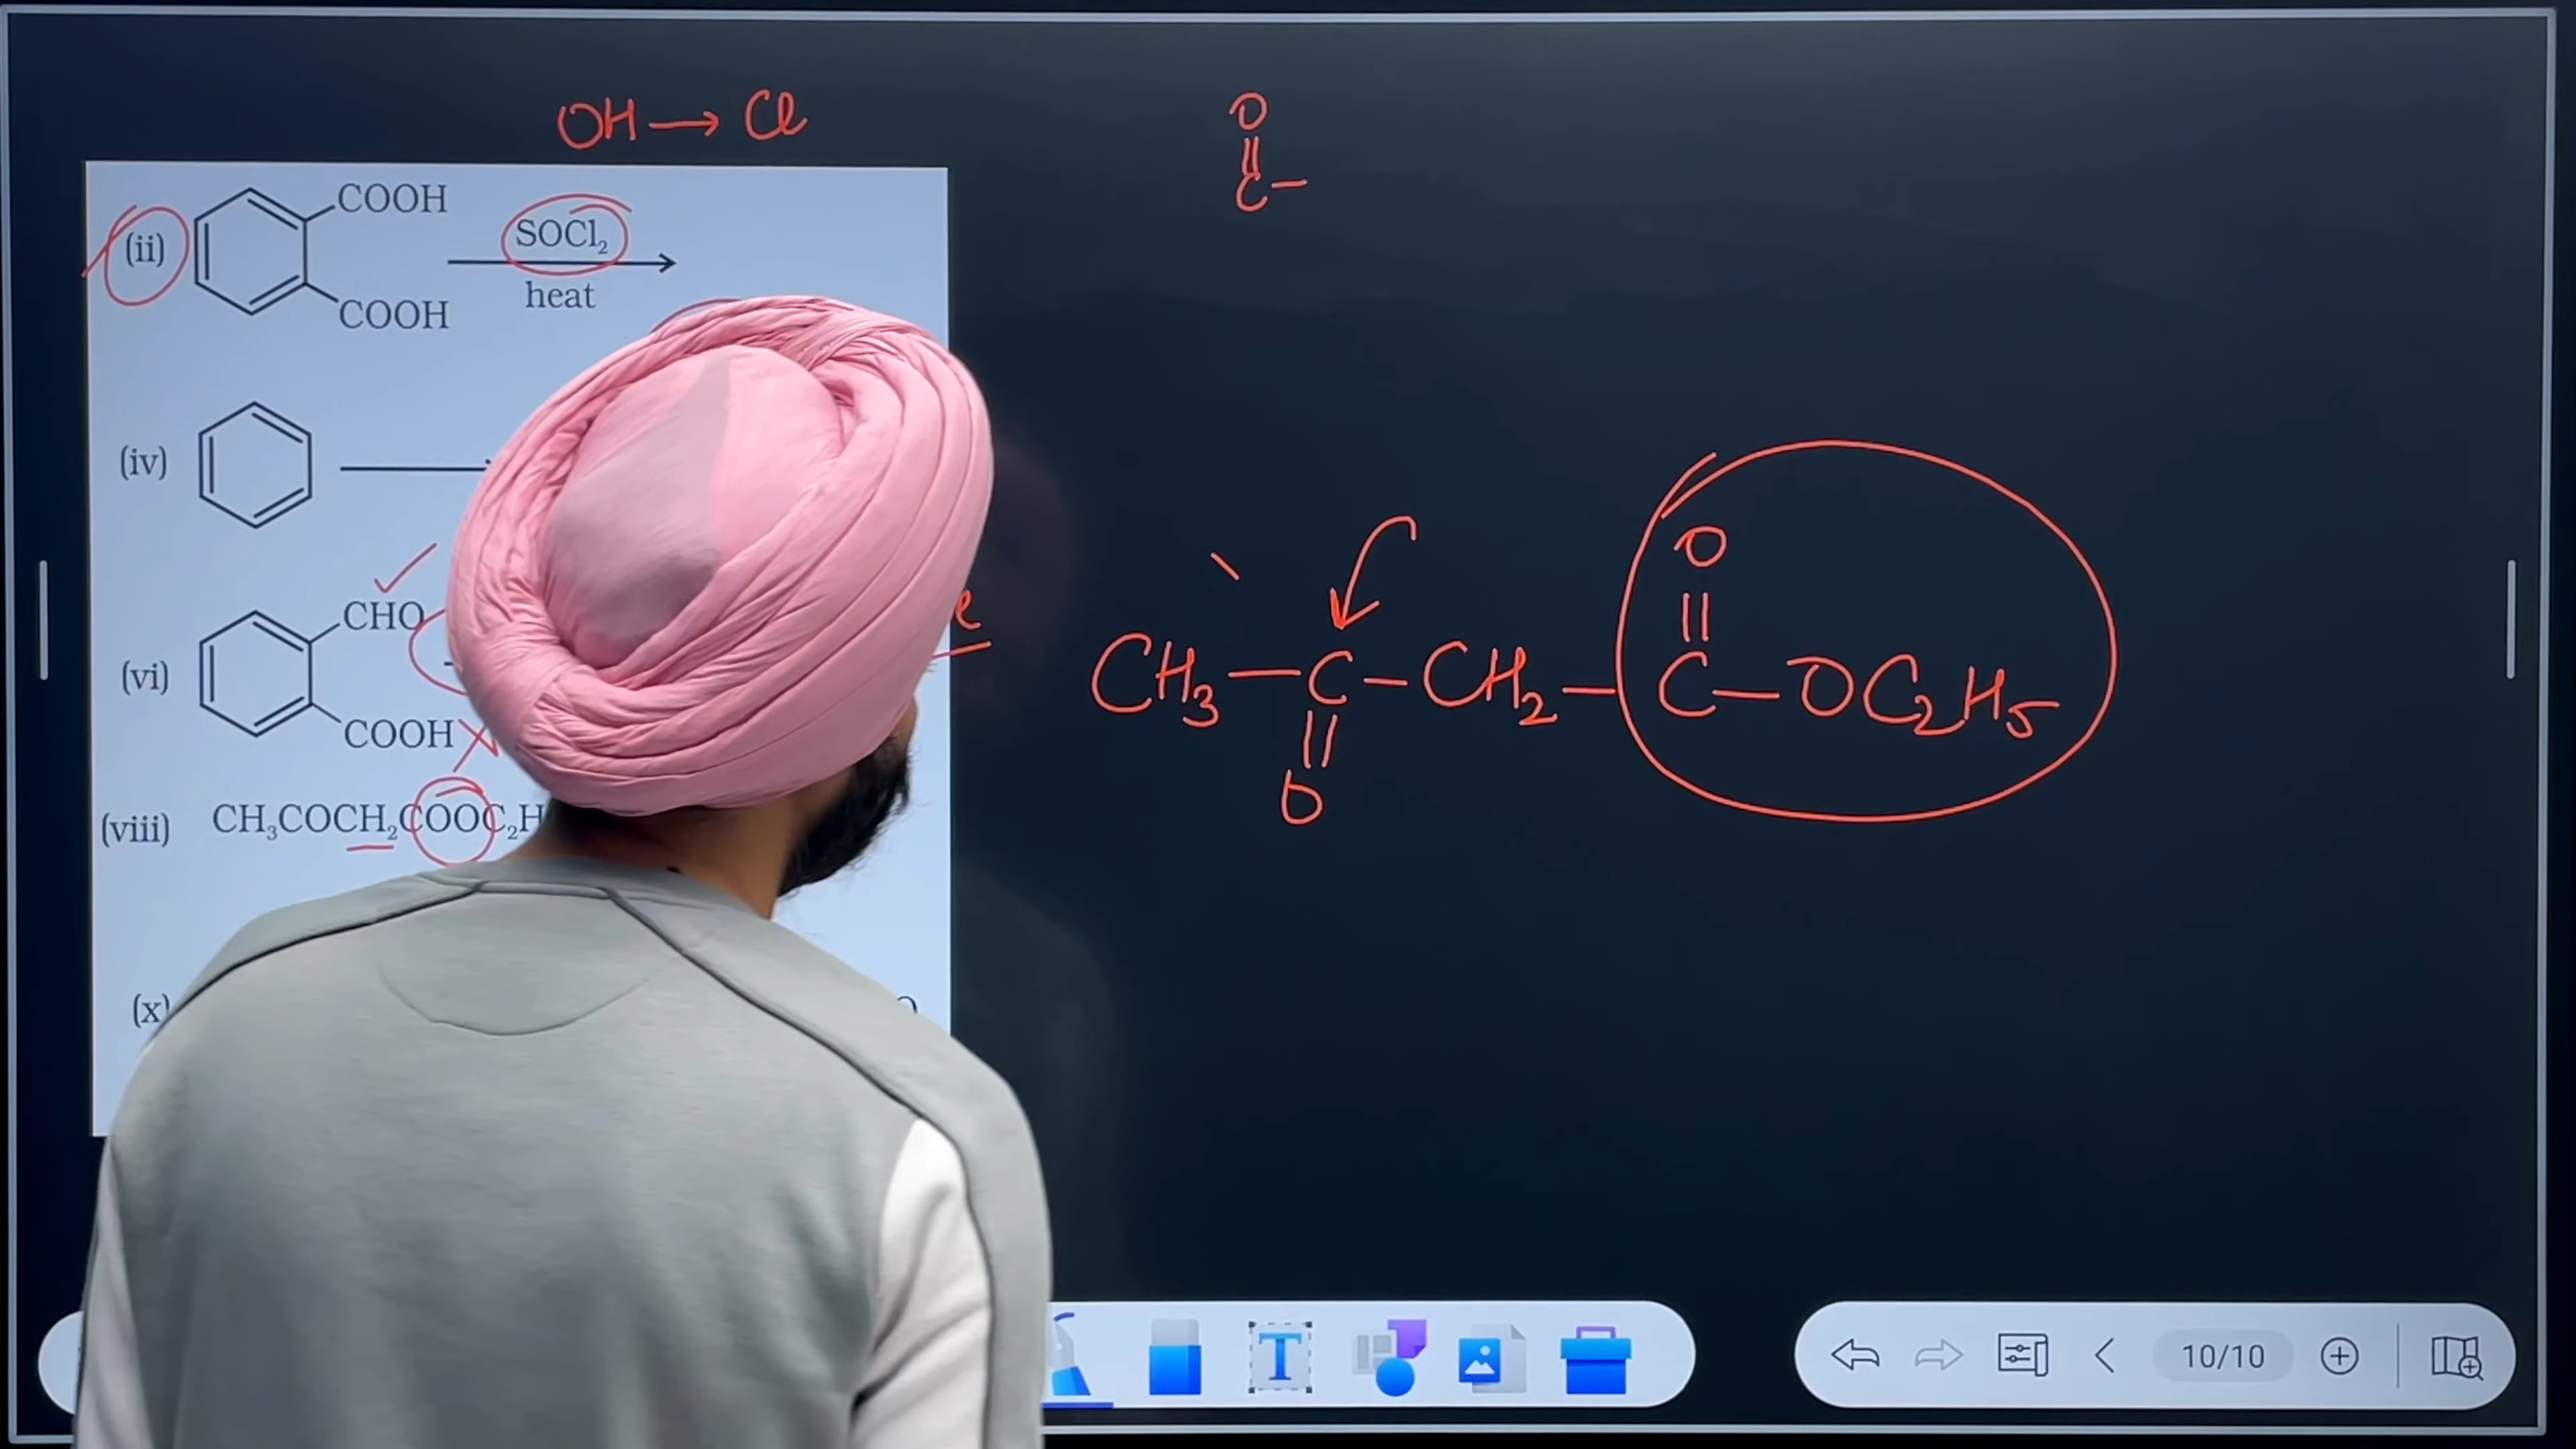 OH → Cl
(ii) COOH SOCl₂ heat
COOH
(iv)
(vi) CHO
COOH
(viii) CH₃COCH₂COOC₂H
(x)
O
||
C–
O
||
CH₃–C–CH₂–C–OC₂H₅
||
O
T
10/10